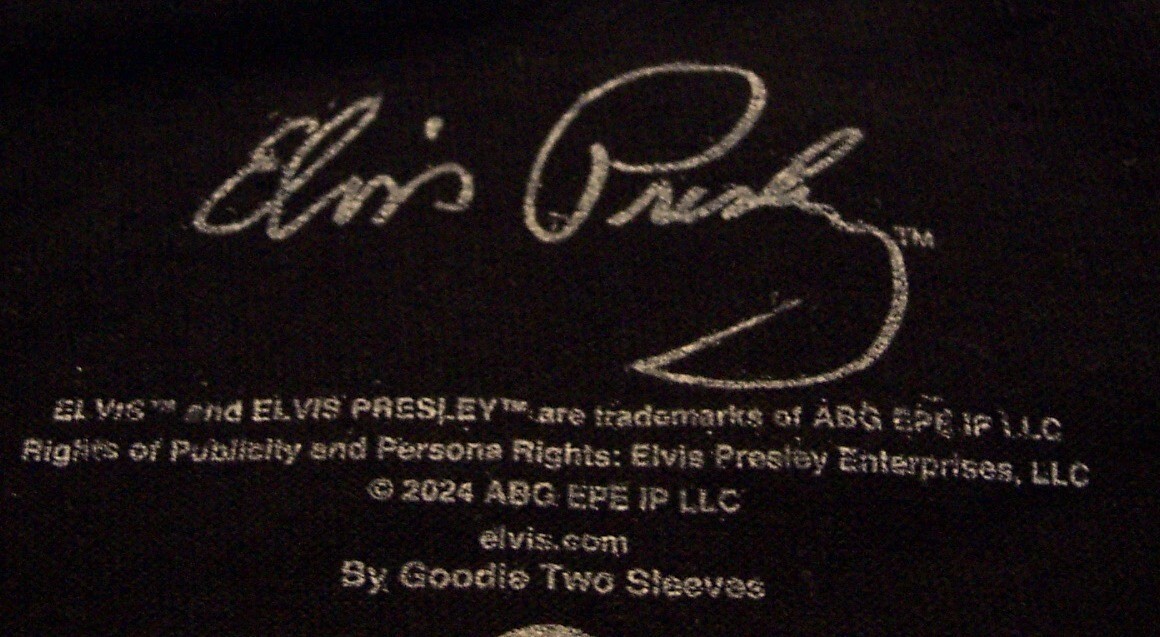 Elvis Presley™
ELVIS™ and ELVIS PRESLEY™ are trademarks of ABG EPE IP LLC
Rights of Publicity and Persona Rights: Elvis Presley Enterprises, LLC
© 2024 ABG EPE IP LLC
elvis.com
By Goodie Two Sleeves